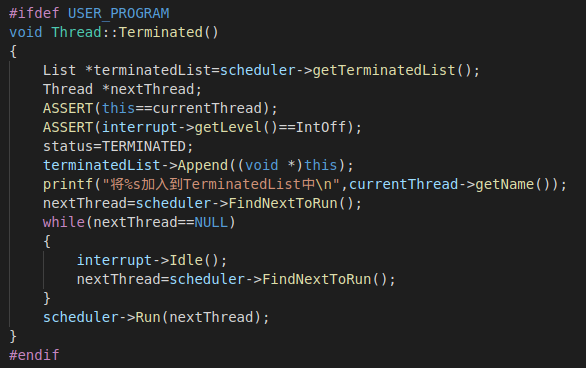 #ifdef USER_PROGRAM
void Thread::Terminated()
{
    List *terminatedList=scheduler->getTerminatedList();
    Thread *nextThread;
    ASSERT(this==currentThread);
    ASSERT(interrupt->getLevel()==IntOff);
    status=TERMINATED;
    terminatedList->Append((void *)this);
    printf("将%s加入到TerminatedList中\n",currentThread->getName());
    nextThread=scheduler->FindNextToRun();
    while(nextThread==NULL)
    {
        interrupt->Idle();
        nextThread=scheduler->FindNextToRun();
    }
    scheduler->Run(nextThread);
}
#endif